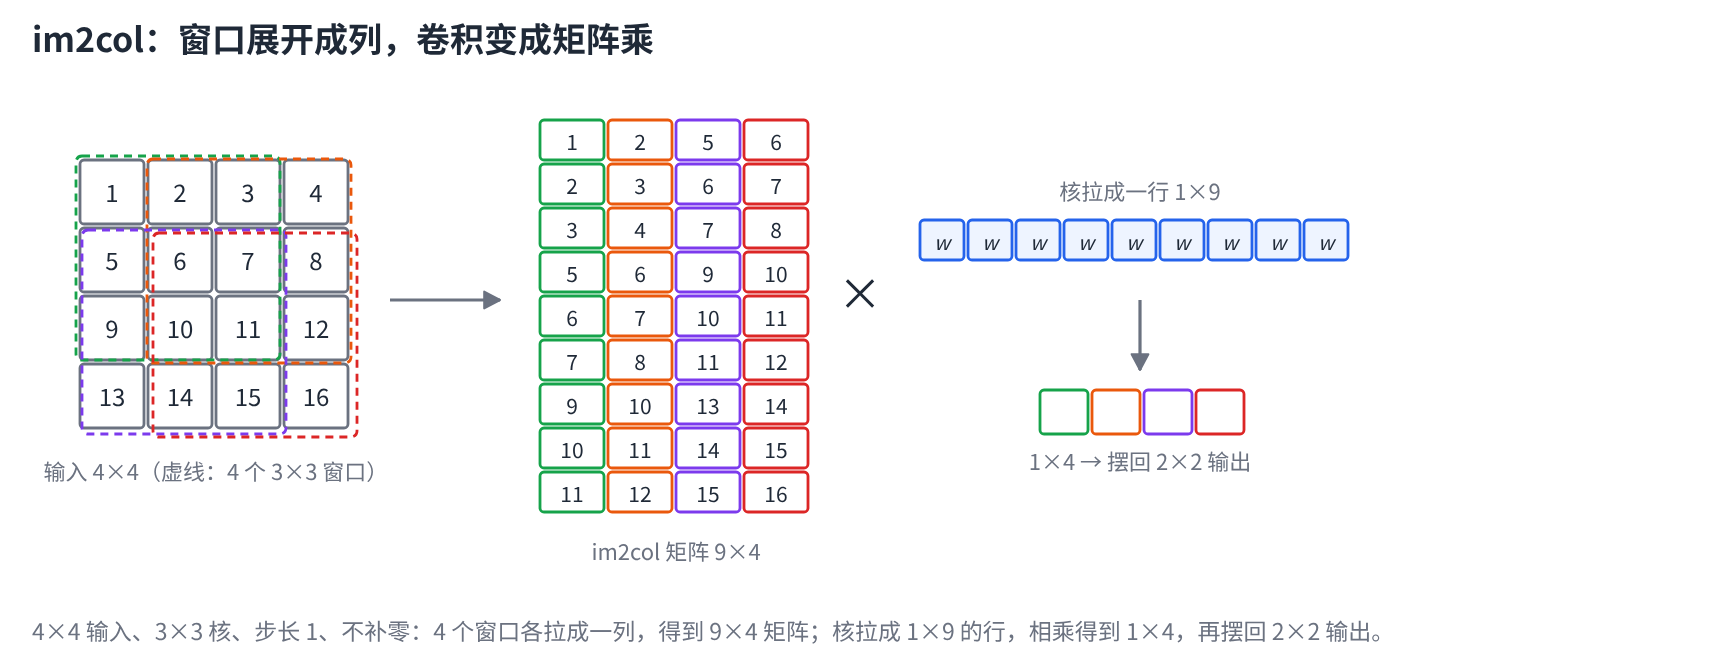 im2col：窗口展开成列，卷积变成矩阵乘
1 2 3 4
5 6 7 8
9 10 11 12
13 14 15 16
输入 4×4（虚线：4 个 3×3 窗口）
1 2 5 6
2 3 6 7
3 4 7 8
5 6 9 10
6 7 10 11
7 8 11 12
9 10 13 14
10 11 14 15
11 12 15 16
im2col 矩阵 9×4
×
核拉成一行 1×9
w w w w w w w w w
1×4 → 摆回 2×2 输出
4×4 输入、3×3 核、步长 1、不补零：4 个窗口各拉成一列，得到 9×4 矩阵；核拉成 1×9 的行，相乘得到 1×4，再摆回 2×2 输出。